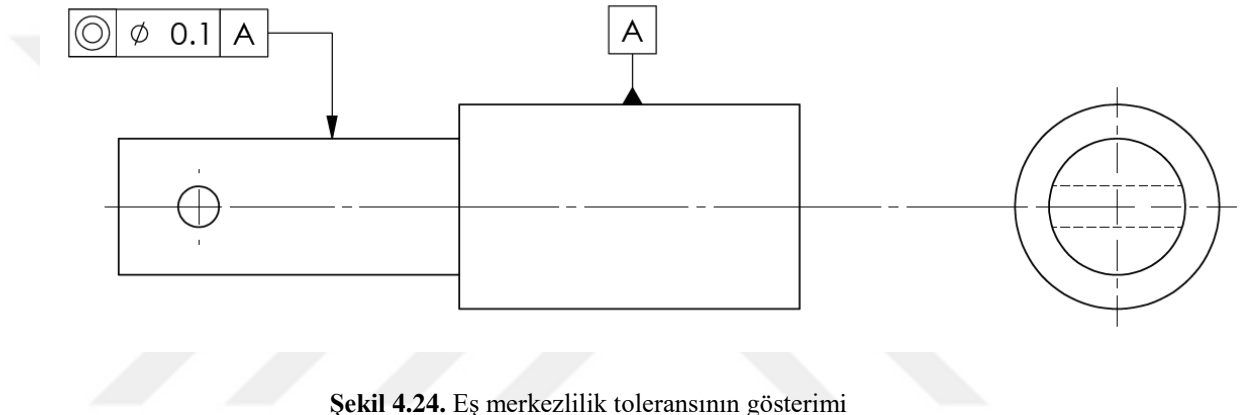 ◎ ⌀ 0.1 A
A
Şekil 4.24. Eş merkezlilik toleransının gösterimi